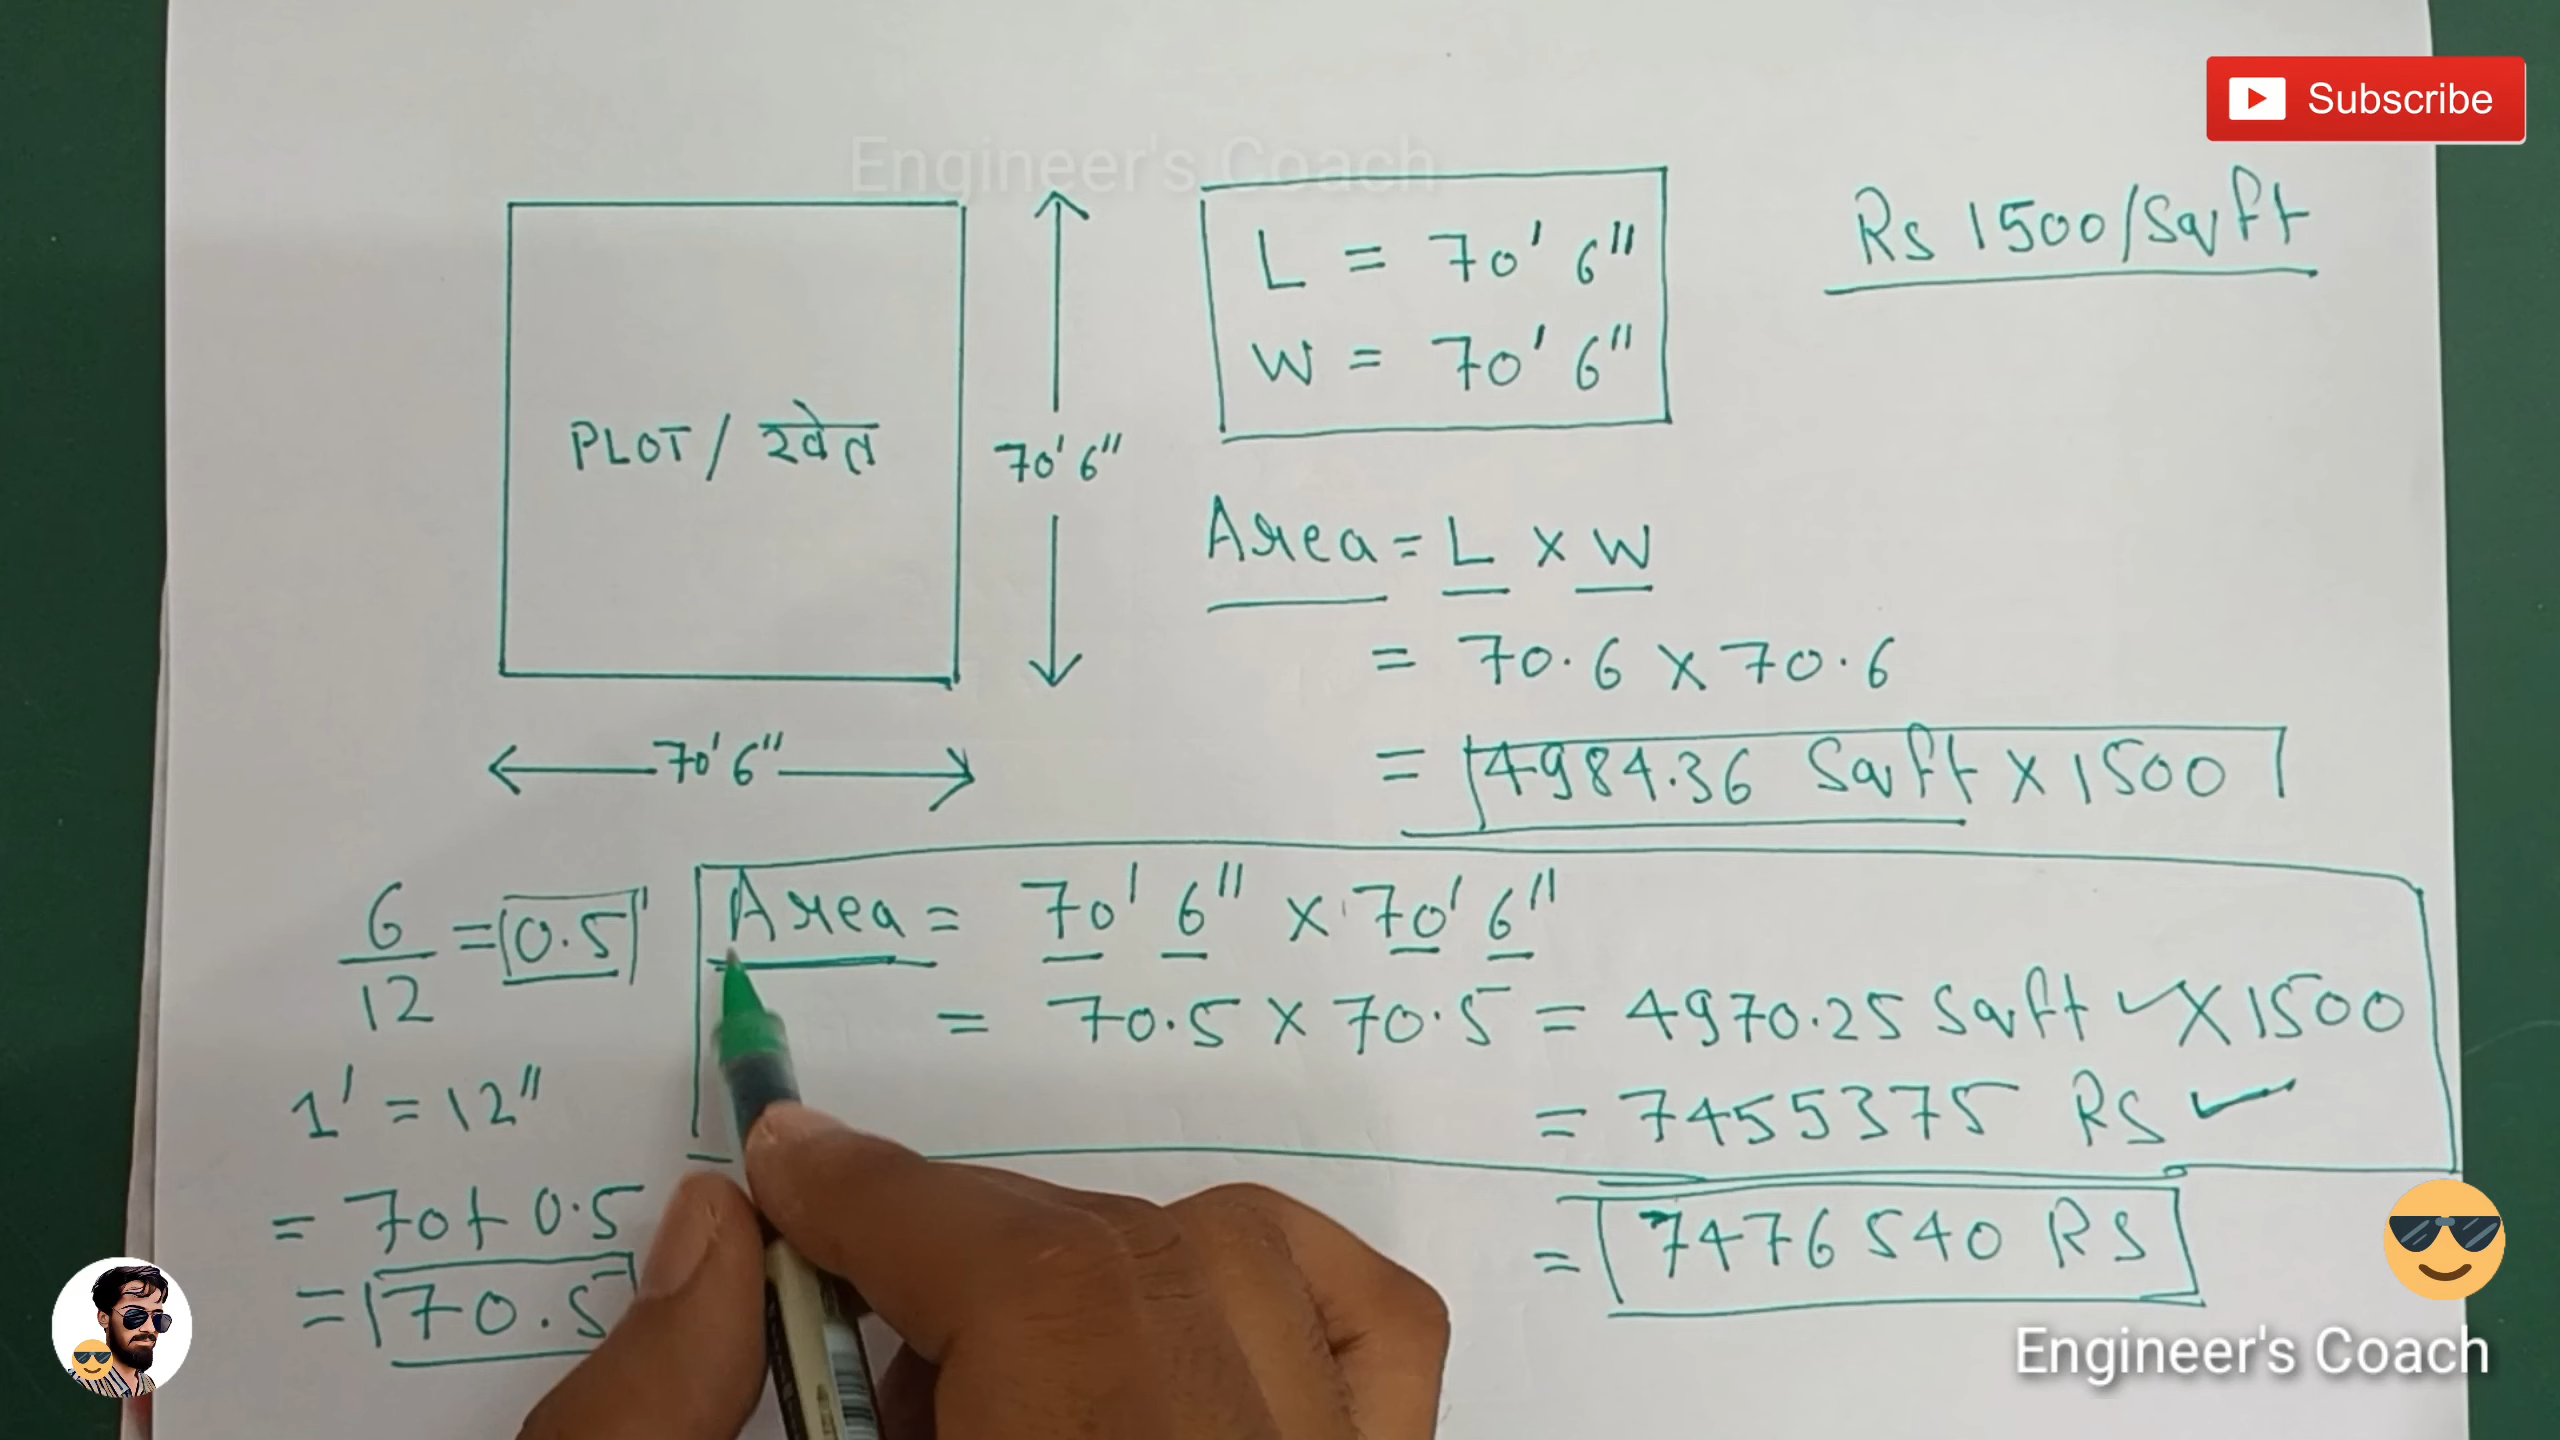 Subscribe
Engineer's Coach
Rs 1500/Sqft
L = 70' 6"
W = 70' 6"
PLOT / खेत
70' 6"
70' 6"
Area = L x W
= 70.6 x 70.6
= 4984.36 Sqft x 1500
6/12 = 0.5'
1' = 12"
= 70 + 0.5
= 70.5
Area = 70' 6" x 70' 6"
= 70.5 x 70.5 = 4970.25 Sqft ✓ x 1500
= 7455375 RS ✓
= 7476540 RS
Engineer's Coach